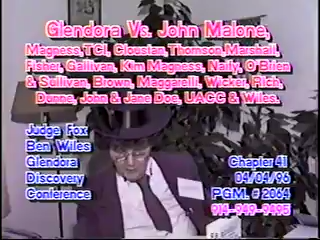 Glendora Vs. John Malone,
Magness, TCI, Clouston, Thomson, Marshall,
Fisher, Gallivan, Kim Magness, Naily, O'Brien
& Sullivan, Brown, Maggarelli, Wicker, Rich,
Dunne, John & Jane Doe, UACC & Wiles.
Judge Fox
Ben Wiles
Glendora
Discovery
Conference
Chapter 41
04/04/96
PGM. # 2064
914-949-9495